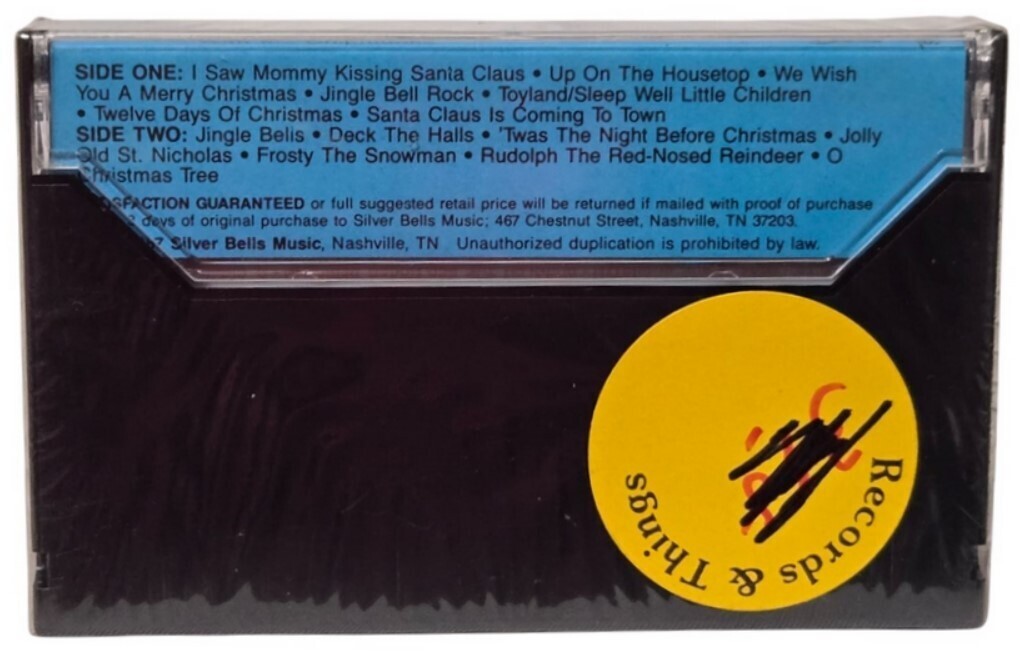 SIDE ONE: I Saw Mommy Kissing Santa Claus • Up On The Housetop • We Wish
You A Merry Christmas • Jingle Bell Rock • Toyland/Sleep Well Little Children
• Twelve Days Of Christmas • Santa Claus Is Coming To Town
SIDE TWO: Jingle Bells • Deck The Halls • 'Twas The Night Before Christmas • Jolly
Old St. Nicholas • Frosty The Snowman • Rudolph The Red-Nosed Reindeer • O
Christmas Tree
GUARANTEED or full suggested retail price will be returned if mailed with proof of purchase
days of original purchase to Silver Bells Music; 467 Chestnut Street, Nashville, TN 37203.
Silver Bells Music, Nashville, TN Unauthorized duplication is prohibited by law.
Records & Things